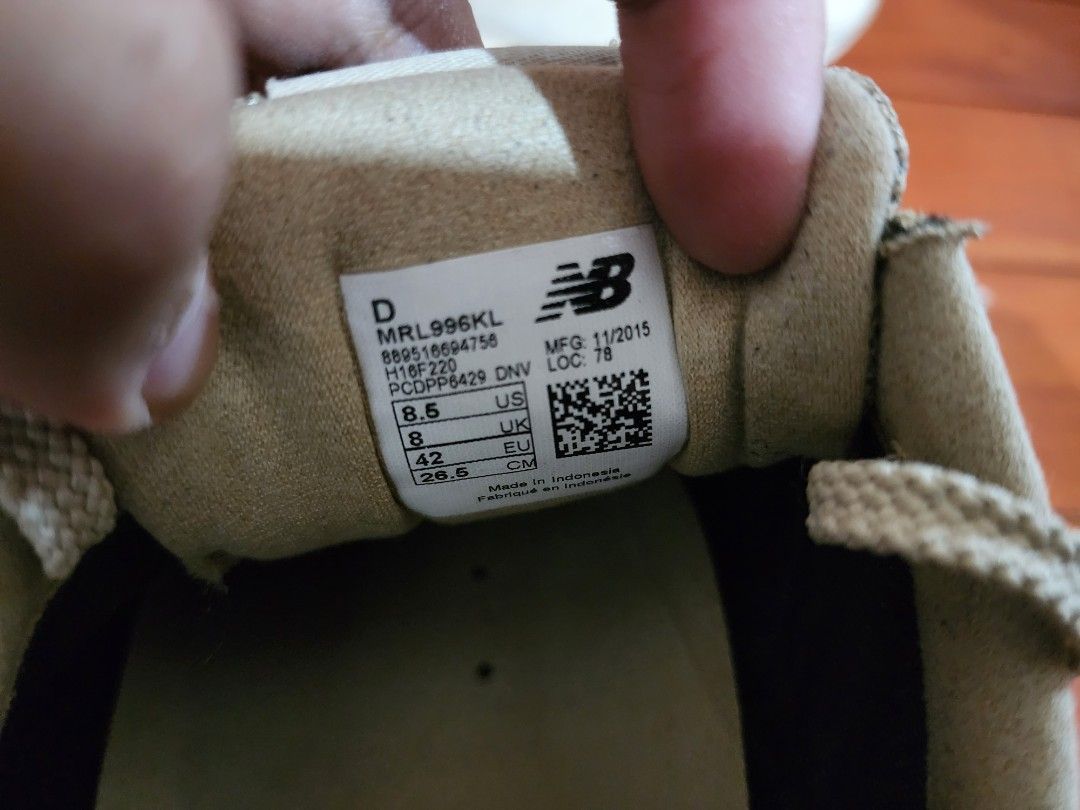 D
MRL996KL
889516694756
H16F220
PCDPP6429 DNV
NB
MFG: 11/2015
LOC: 78
8.5 US
8 UK
42 EU
26.5 CM
Made in Indonesia
Fabriqué en Indonésie